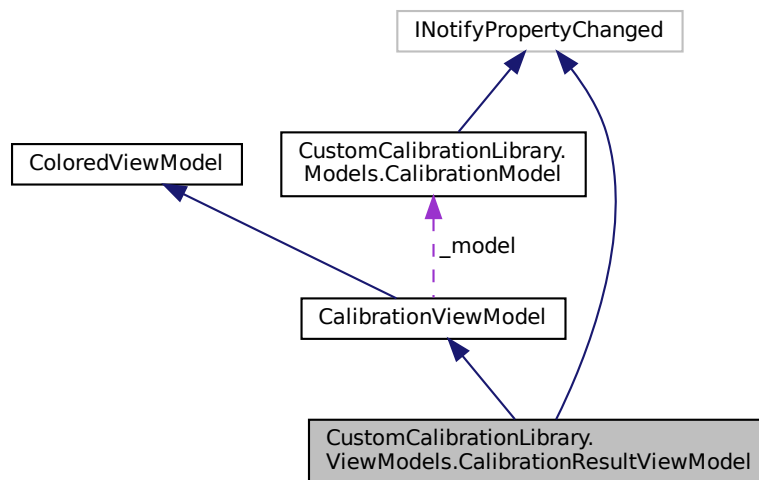 INotifyPropertyChanged
ColoredViewModel
CustomCalibrationLibrary.
Models.CalibrationModel
_model
CalibrationViewModel
CustomCalibrationLibrary.
ViewModels.CalibrationResultViewModel